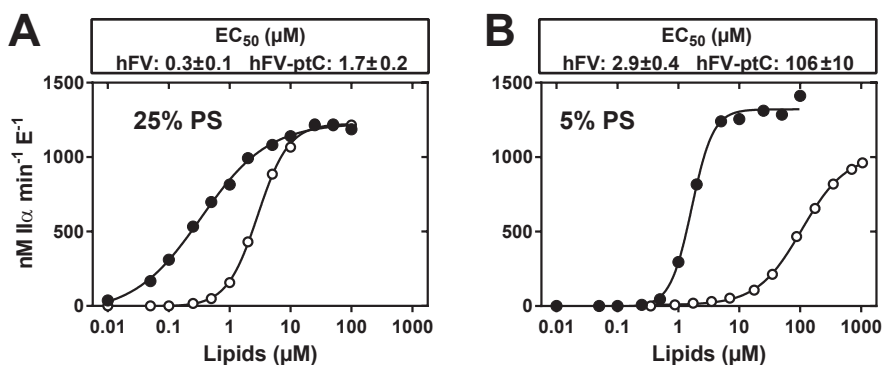 A
EC50 (µM)
hFV: 0.3±0.1 hFV-ptC: 1.7±0.2
25% PS
nM IIα min-1 E-1
1500
1000
500
0
0.01 0.1 1 10 100 1000
Lipids (µM)
B
EC50 (µM)
hFV: 2.9±0.4 hFV-ptC: 106±10
5% PS
1500
1000
500
0
0.01 0.1 1 10 100 1000
Lipids (µM)